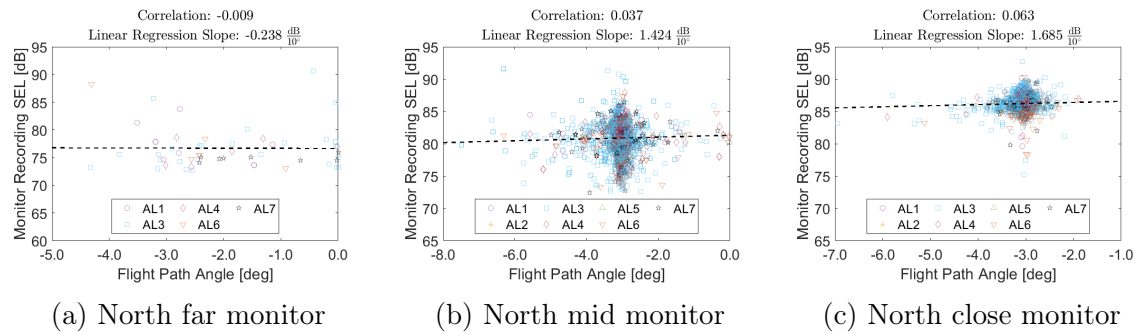 Correlation: -0.009
Linear Regression Slope: -0.238 dB/10°
Monitor Recording SEL [dB]
95
90
85
80
75
70
65
60
AL1 AL4 AL7
AL3 AL6
-5.0 -4.0 -3.0 -2.0 -1.0 0.0
Flight Path Angle [deg]
(a) North far monitor
Correlation: 0.037
Linear Regression Slope: 1.424 dB/10°
Monitor Recording SEL [dB]
95
90
85
80
75
70
65
AL1 AL3 AL5 AL7
AL2 AL4 AL6
-8.0 -6.0 -4.0 -2.0 0.0
Flight Path Angle [deg]
(b) North mid monitor
Correlation: 0.063
Linear Regression Slope: 1.685 dB/10°
Monitor Recording SEL [dB]
95
90
85
80
75
70
65
AL1 AL3 AL5 AL7
AL2 AL4 AL6
-7.0 -6.0 -5.0 -4.0 -3.0 -2.0 -1.0
Flight Path Angle [deg]
(c) North close monitor